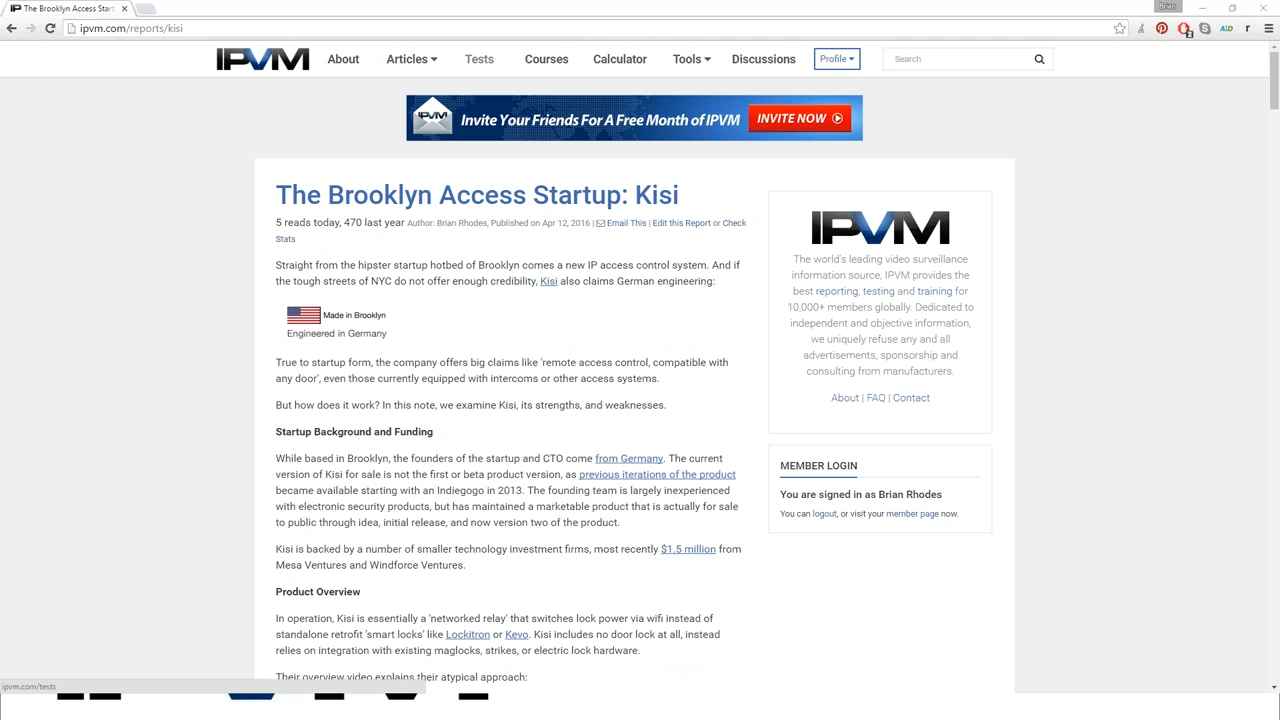 The Brooklyn Access Startu
Brian
ipvm.com/reports/kisi
IPVM About Articles Tests Courses Calculator Tools Discussions Profile Search
IPVM Invite Your Friends For A Free Month of IPVM INVITE NOW
The Brooklyn Access Startup: Kisi
5 reads today, 470 last year Author: Brian Rhodes, Published on Apr 12, 2016 | Email This | Edit this Report or Check
Stats
Straight from the hipster startup hotbed of Brooklyn comes a new IP access control system. And if
the tough streets of NYC do not offer enough credibility, Kisi also claims German engineering:
Made in Brooklyn
Engineered in Germany
True to startup form, the company offers big claims like 'remote access control, compatible with
any door', even those currently equipped with intercoms or other access systems.
But how does it work? In this note, we examine Kisi, its strengths, and weaknesses.
Startup Background and Funding
While based in Brooklyn, the founders of the startup and CTO come from Germany. The current
version of Kisi for sale is not the first or beta product version, as previous iterations of the product
became available starting with an Indiegogo in 2013. The founding team is largely inexperienced
with electronic security products, but has maintained a marketable product that is actually for sale
to public through idea, initial release, and now version two of the product.
Kisi is backed by a number of smaller technology investment firms, most recently $1.5 million from
Mesa Ventures and Windforce Ventures.
Product Overview
In operation, Kisi is essentially a 'networked relay' that switches lock power via wifi instead of
standalone retrofit 'smart locks' like Lockitron or Kevo. Kisi includes no door lock at all, instead
relies on integration with existing maglocks, strikes, or electric lock hardware.
Their overview video explains their atypical approach:
IPVM
The world's leading video surveillance
information source, IPVM provides the
best reporting, testing and training for
10,000+ members globally. Dedicated to
independent and objective information,
we uniquely refuse any and all
advertisements, sponsorship and
consulting from manufacturers.
About | FAQ | Contact
MEMBER LOGIN
You are signed in as Brian Rhodes
You can logout, or visit your member page now.
ipvm.com/tests